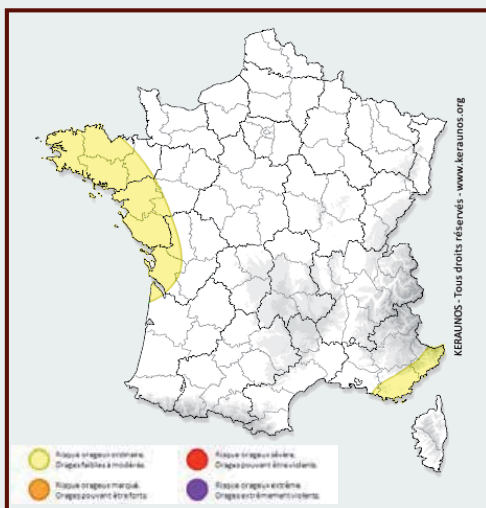 KERAUNOS - Tous droits réservés - www.keraunos.org
Risque orageux ordinaire.
Orages faibles à modérés.
Risque orageux marqué.
Orages pouvant être forts.
Risque orageux sévère.
Orages pouvant être violents.
Risque orageux extrême.
Orages extrêmement violents.